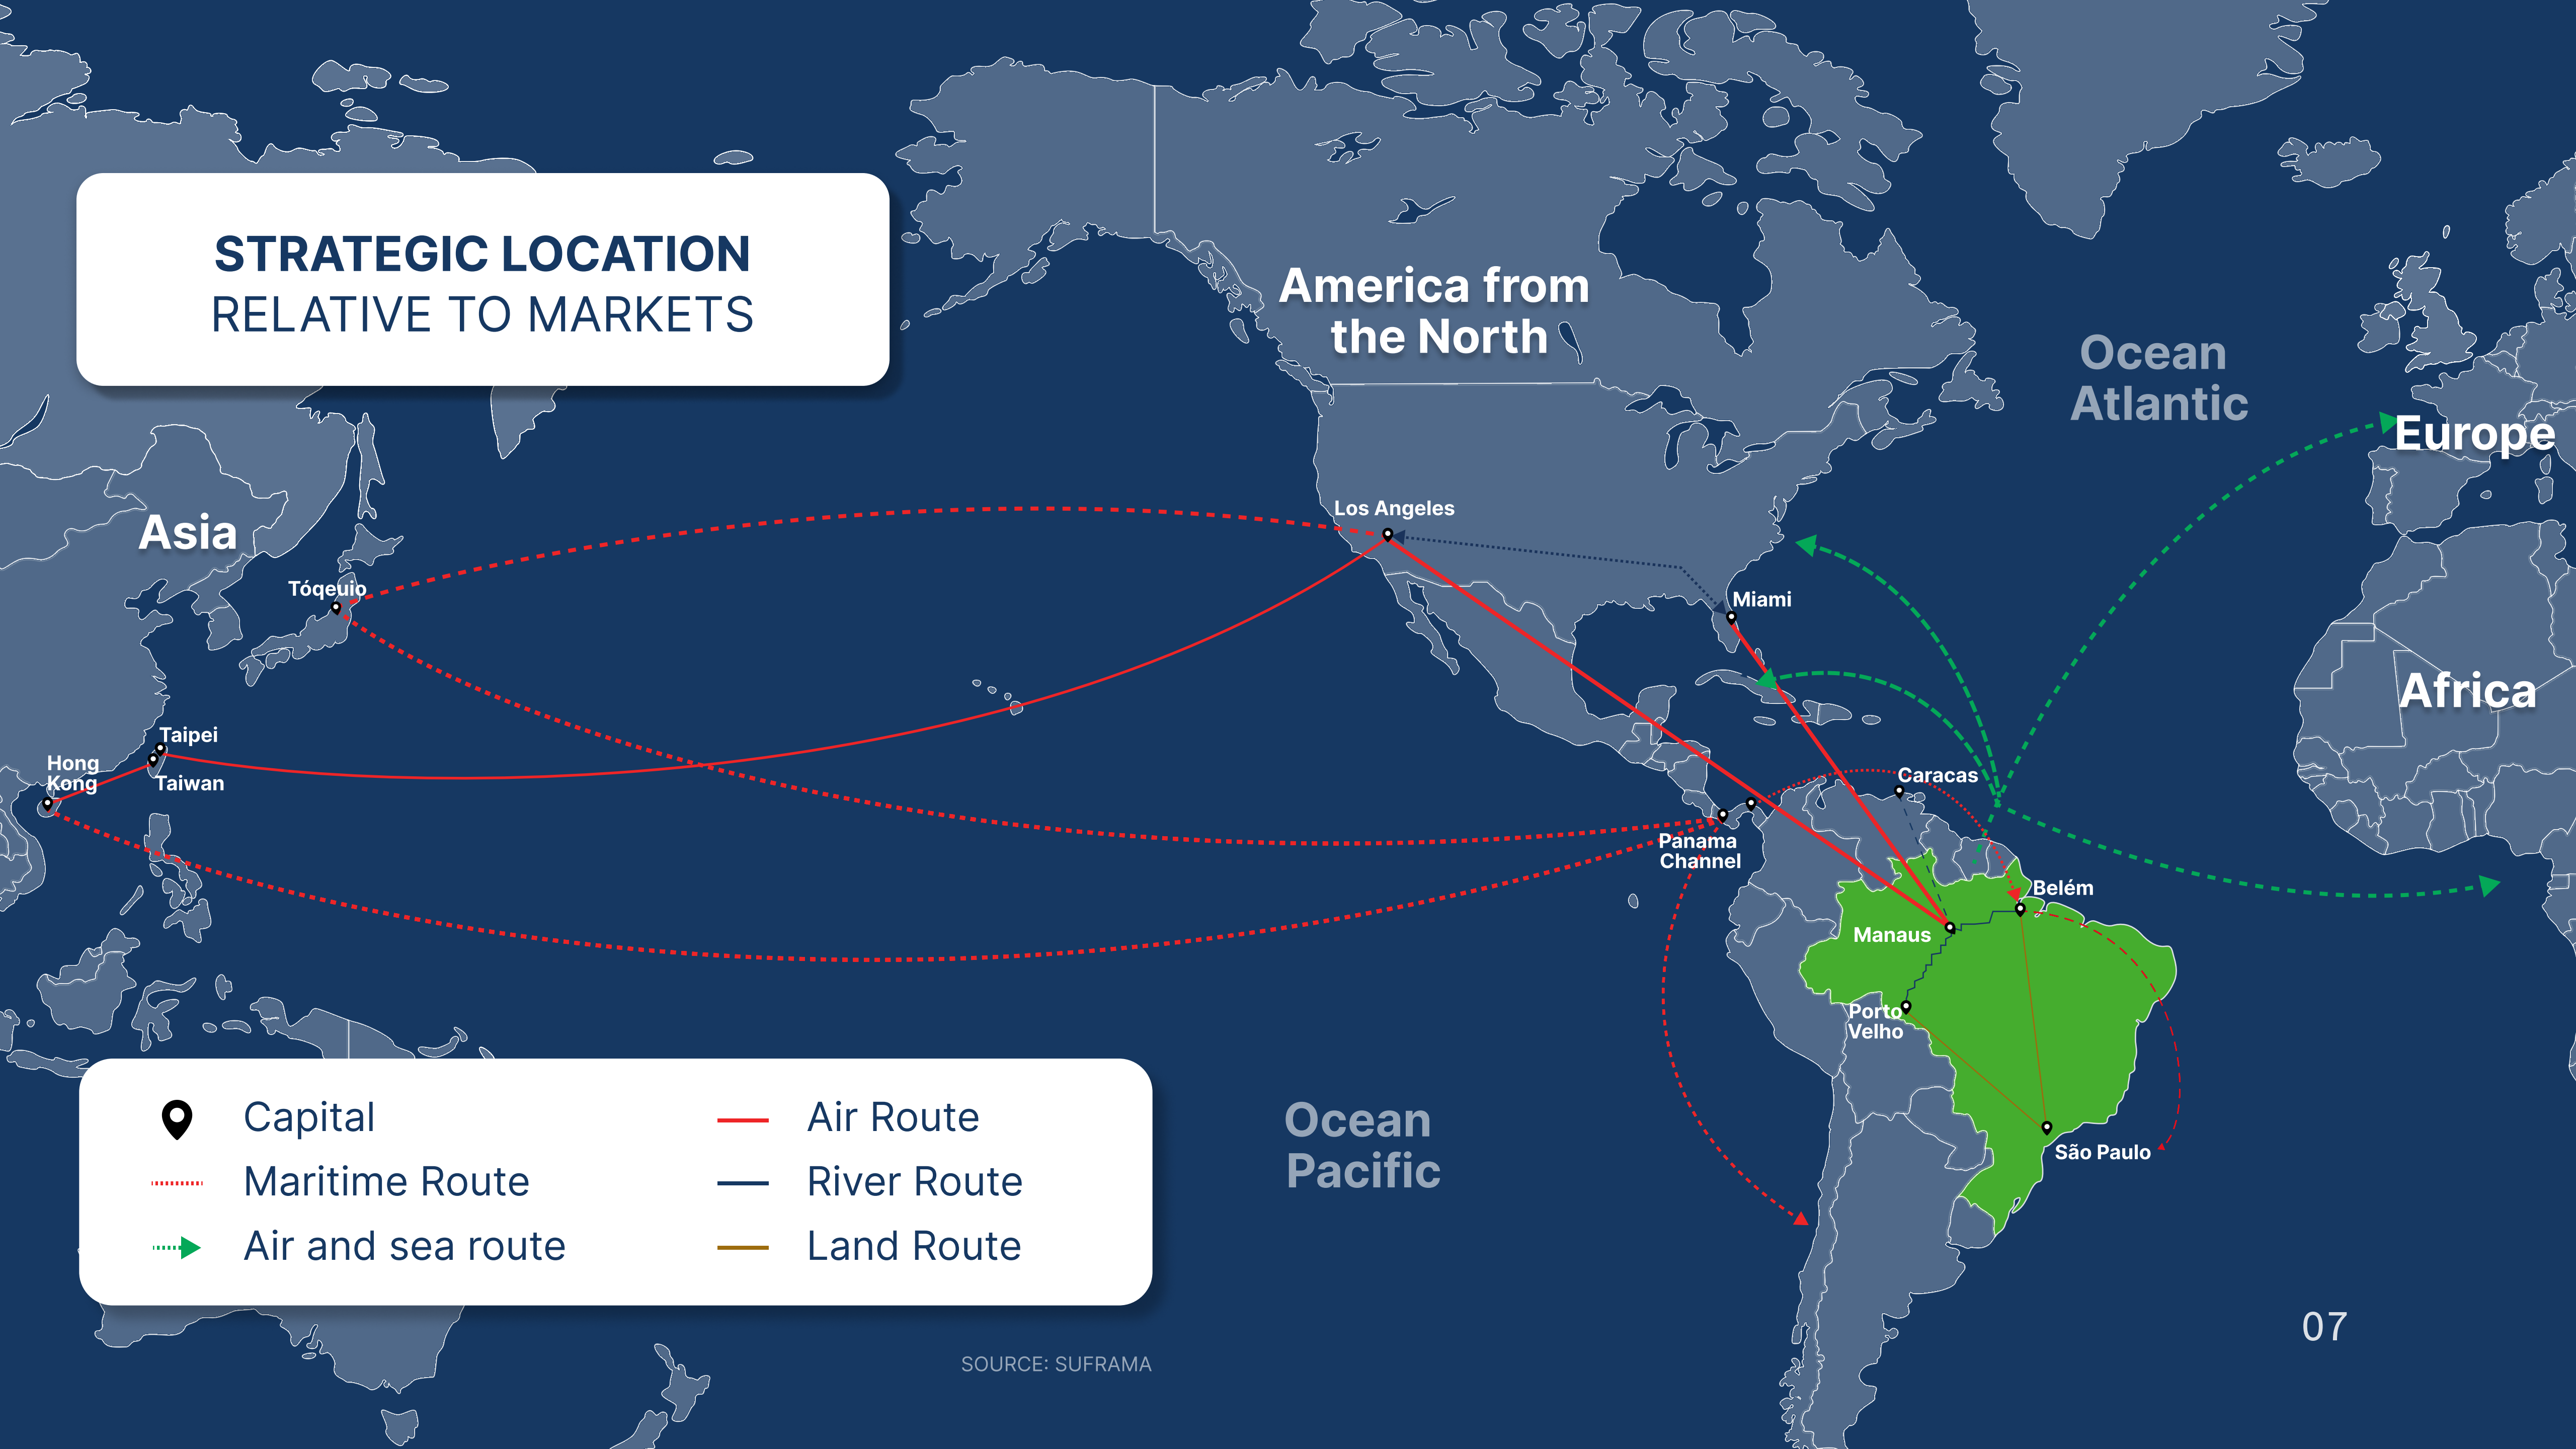 STRATEGIC LOCATION
RELATIVE TO MARKETS
America from
the North
Ocean
Atlantic
Europe
Asia
Los Angeles
Tóqeuio
Miami
Africa
Taipei
Hong
Kong
Taiwan
Caracas
Panama
Channel
Belém
Manaus
Porto
Velho
São Paulo
Ocean
Pacific
Capital
Maritime Route
Air and sea route
Air Route
River Route
Land Route
SOURCE: SUFRAMA
07